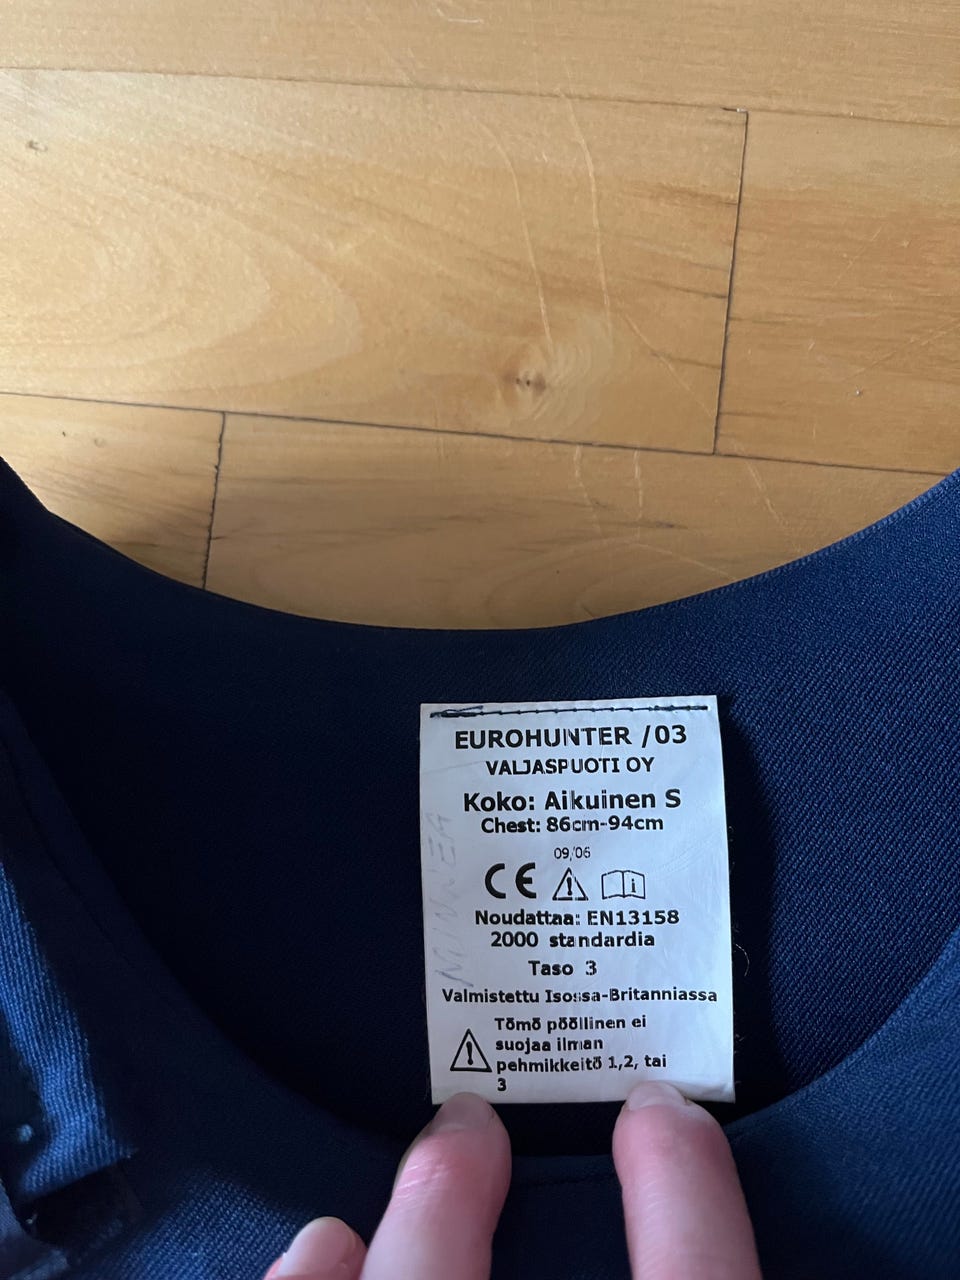 EUROHUNTER /03
VALJASPUOTI OY
Koko: Aikuinen S
Chest: 86cm-94cm
09/06
CE
Noudattaa: EN13158
2000 standardia
Taso 3
Valmistettu Isossa-Britanniassa
Tömö pööllinen ei
suojaa ilman
pehmikkeitö 1,2, tai
3
MINNEA